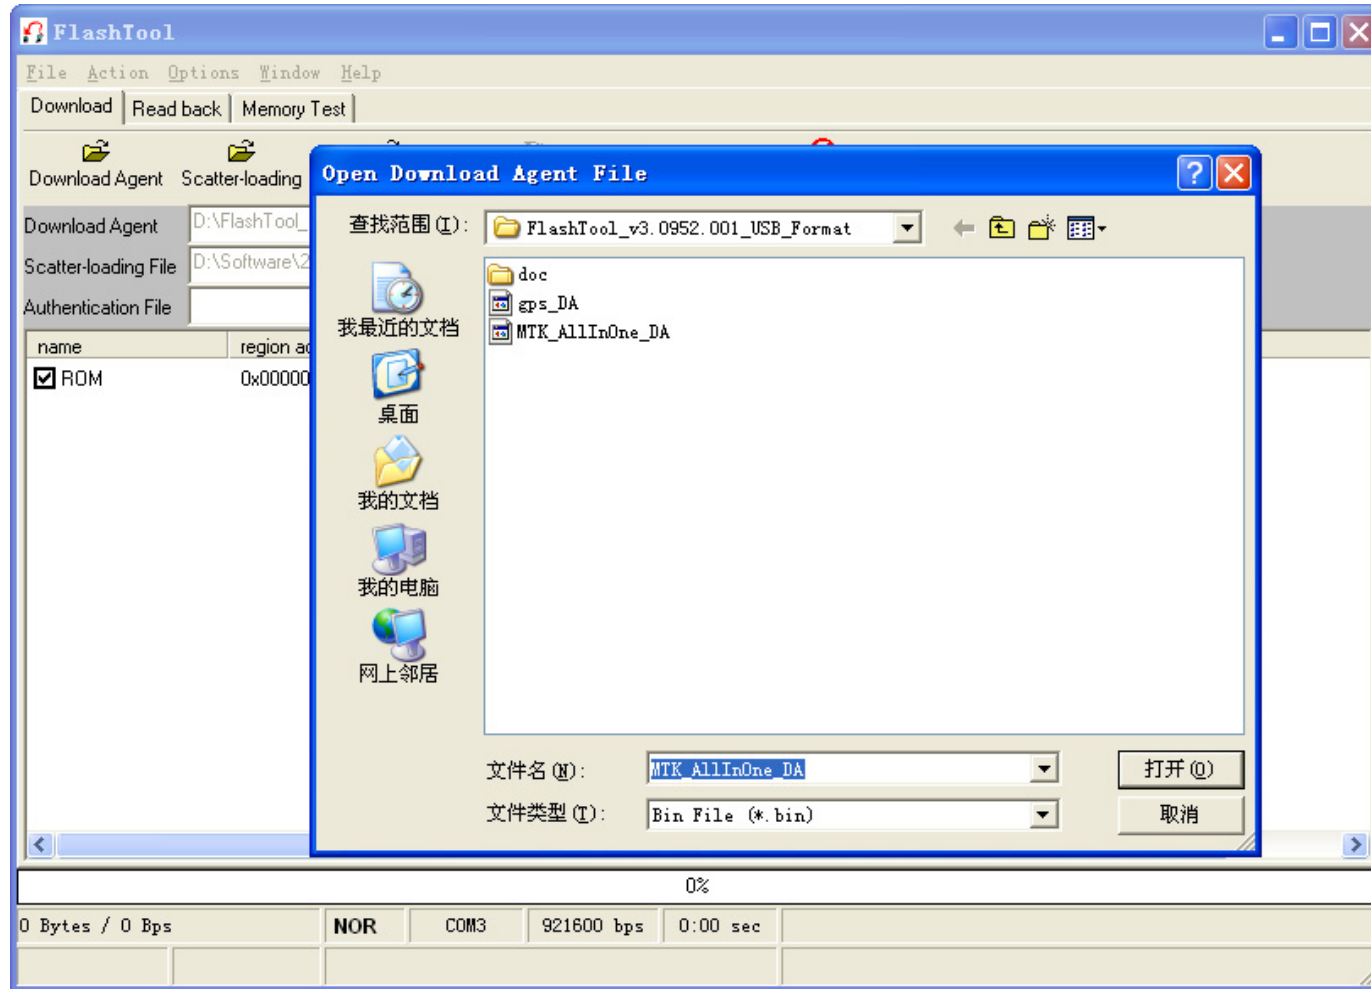 FlashTool
File Action Options Window Help
Download Read back Memory Test
Download Agent Scatter-loading
Open Download Agent File
Download Agent D:\FlashTool_
Scatter-loading File D:\Software\2
Authentication File
name region ad
ROM 0x00000
查找范围(I): FlashTool_v3.0952.001_USB_Format
doc
gps_DA
MTK_AllInOne_DA
我最近的文档
桌面
我的文档
我的电脑
网上邻居
文件名(N): MTK_AllInOne_DA 打开(O)
文件类型(T): Bin File (*.bin) 取消
0%
0 Bytes / 0 Bps NOR COM3 921600 bps 0:00 sec